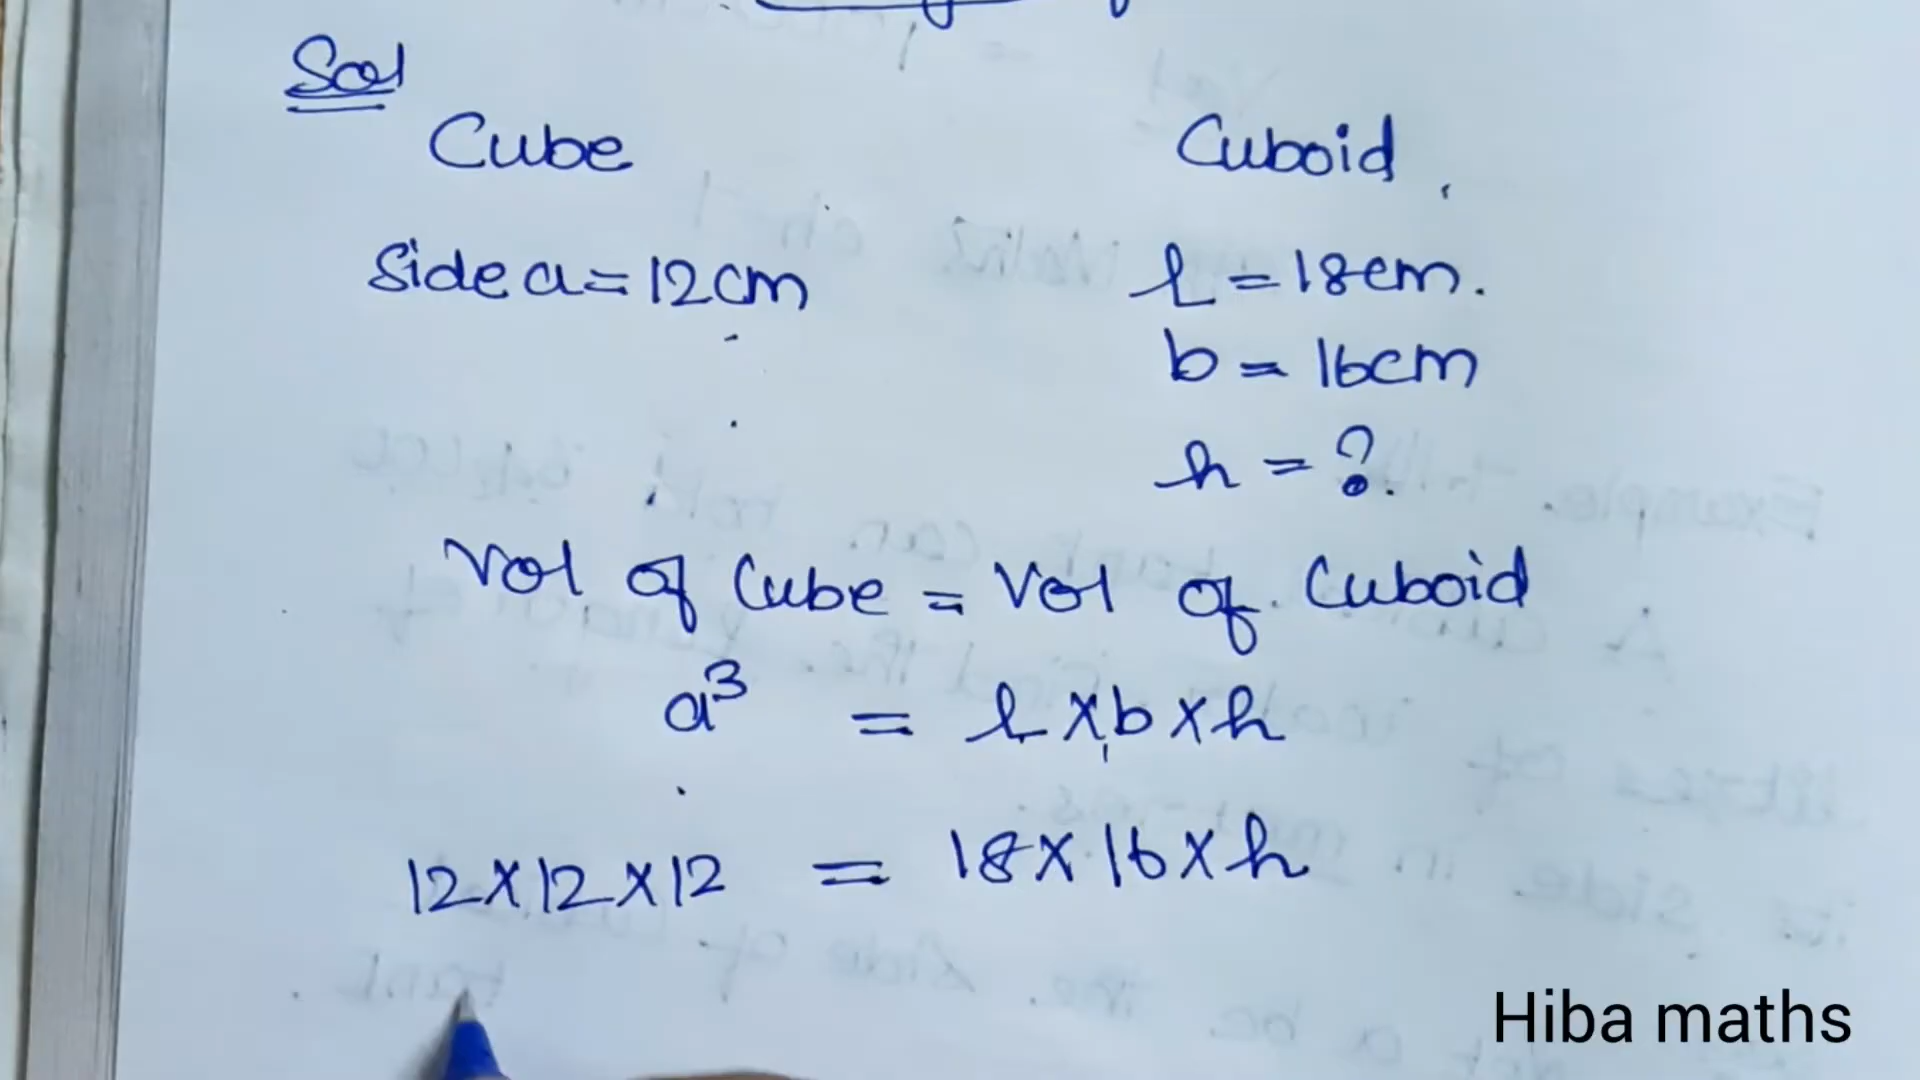 Sol
Cube Cuboid
Side a = 12cm l = 18cm.
b = 16cm
h = ?
Vol of Cube = Vol of Cuboid
a³ = l × b × h
12 × 12 × 12 = 18 × 16 × h
Hiba maths